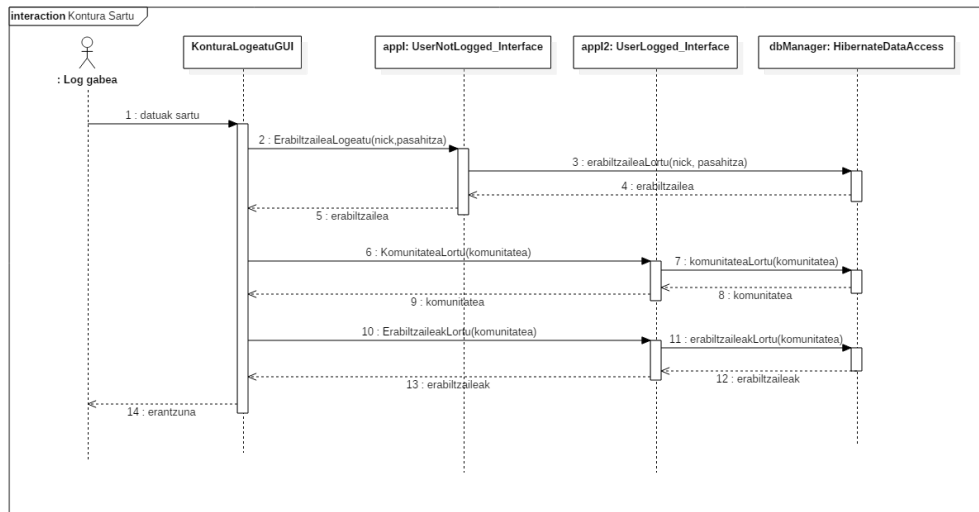 interaction Kontura Sartu
: Log gabea
KonturaLogeatuGUI
appI: UserNotLogged_Interface
appI2: UserLogged_Interface
dbManager: HibernateDataAccess
1 : datuak sartu
2 : ErabiltzaileaLogeatu(nick,pasahitza)
3 : erabiltzaileaLortu(nick, pasahitza)
4 : erabiltzailea
5 : erabiltzailea
6 : KomunitateaLortu(komunitatea)
7 : komunitateaLortu(komunitatea)
8 : komunitatea
9 : komunitatea
10 : ErabiltzaileakLortu(komunitatea)
11 : erabiltzaileakLortu(komunitatea)
12 : erabiltzaileak
13 : erabiltzaileak
14 : erantzuna